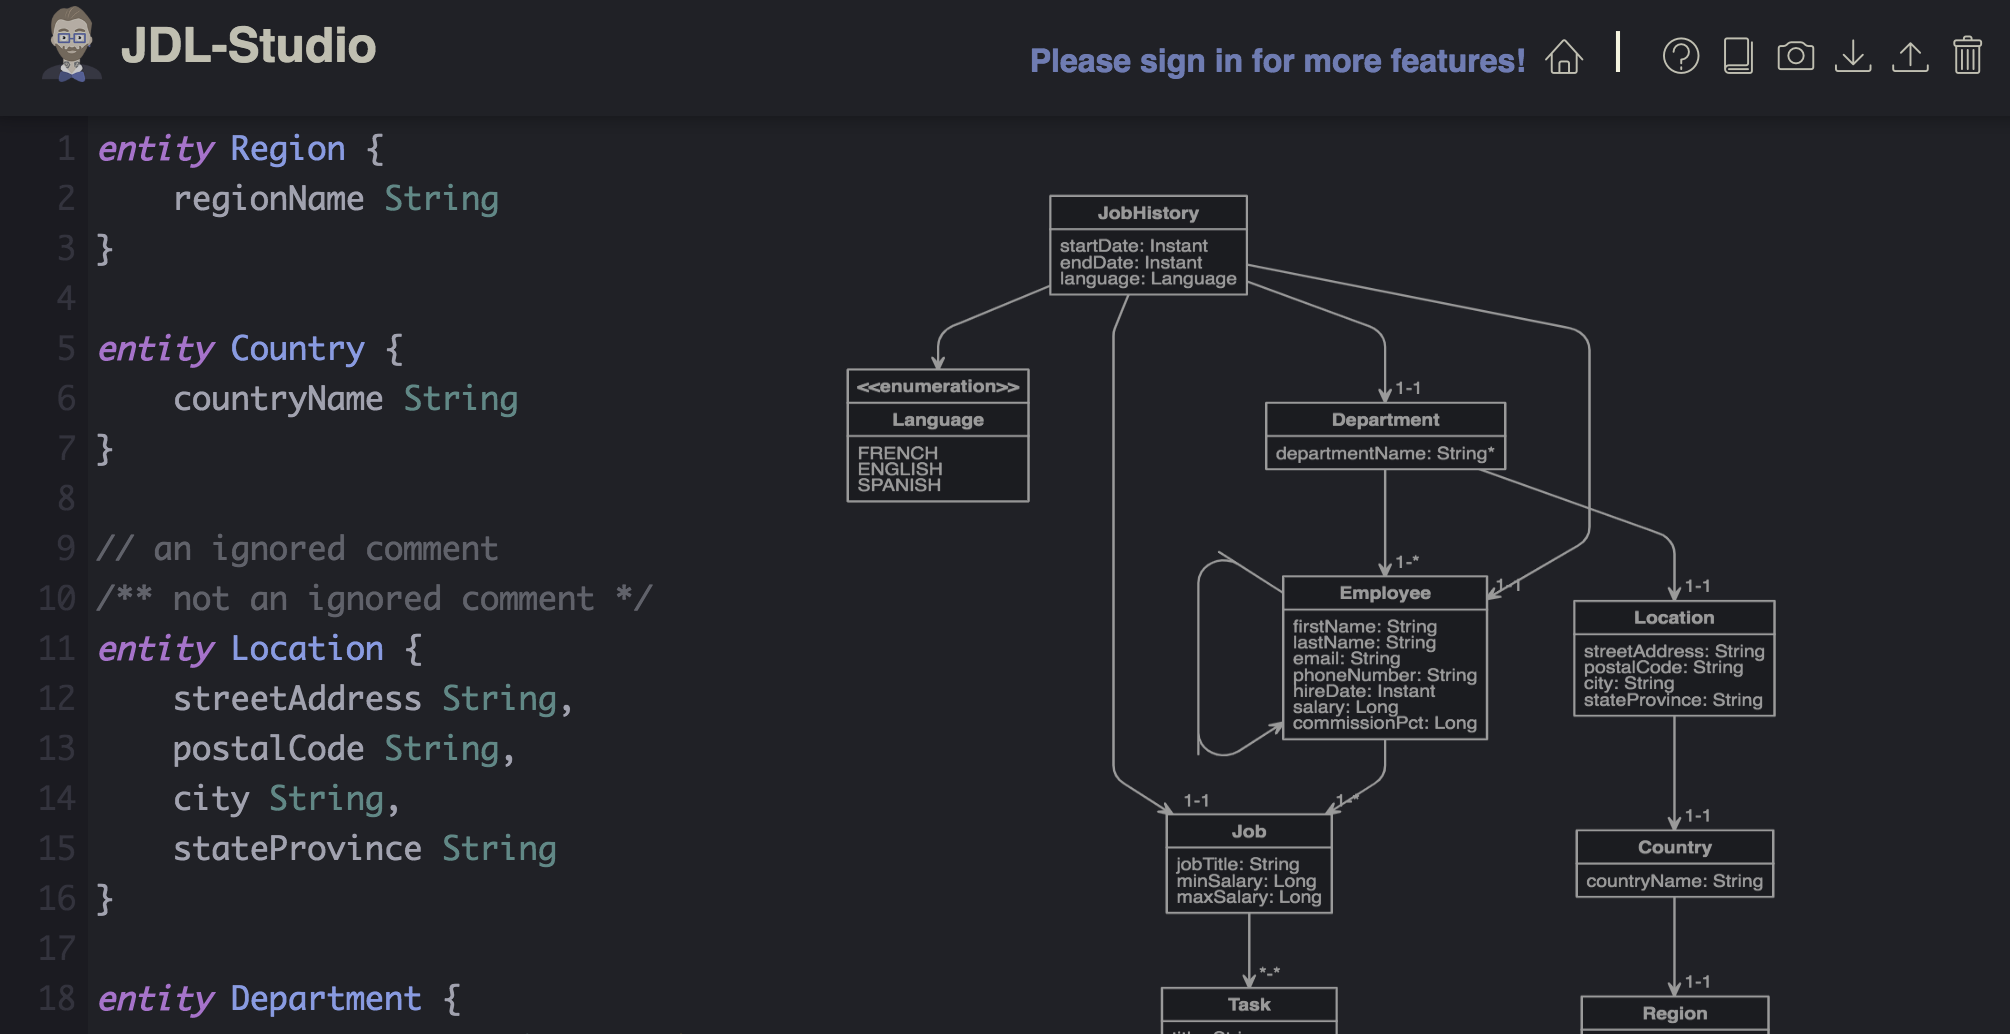 JDL-Studio
Please sign in for more features!
1 entity Region {
2 regionName String
3 }
4
5 entity Country {
6 countryName String
7 }
8
9 // an ignored comment
10 /** not an ignored comment */
11 entity Location {
12 streetAddress String,
13 postalCode String,
14 city String,
15 stateProvince String
16 }
17
18 entity Department {
JobHistory
startDate: Instant
endDate: Instant
language: Language
<<enumeration>>
Language
FRENCH
ENGLISH
SPANISH
1-1
Department
departmentName: String*
1-*
1-1
Employee
firstName: String
lastName: String
email: String
phoneNumber: String
hireDate: Instant
salary: Long
commissionPct: Long
1-1
Location
streetAddress: String
postalCode: String
city: String
stateProvince: String
1-1
1-*
Job
jobTitle: String
minSalary: Long
maxSalary: Long
1-1
Country
countryName: String
*-*
Task
1-1
Region